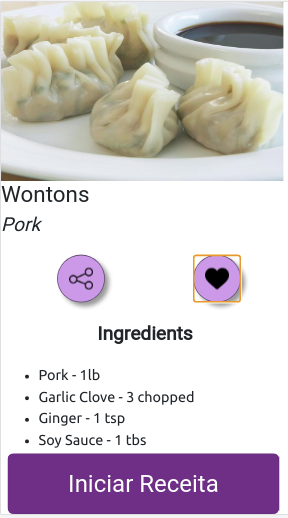 Wontons
Pork
Ingredients
Pork - 1lb
Garlic Clove - 3 chopped
Ginger - 1 tsp
Soy Sauce - 1 tbs
Iniciar Receita